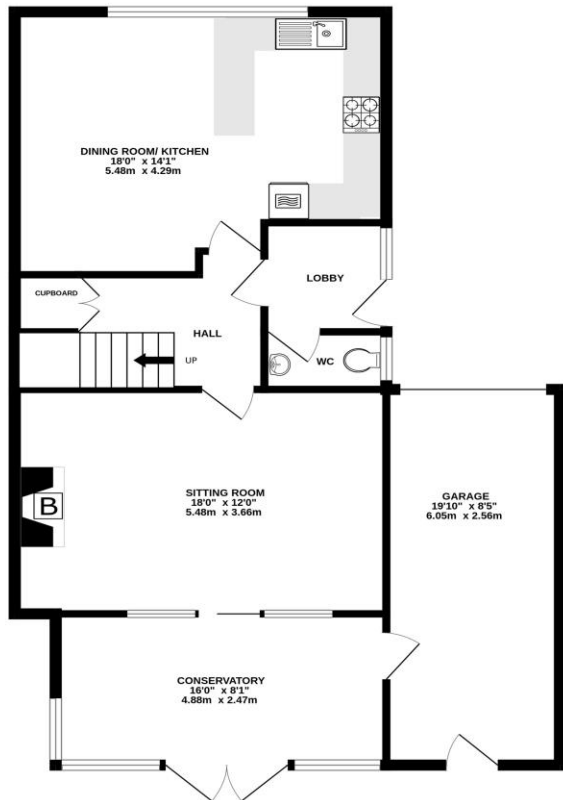 DINING ROOM/ KITCHEN
18'0" x 14'1"
5.48m x 4.29m
LOBBY
CUPBOARD
HALL
UP
WC
SITTING ROOM
18'0" x 12'0"
5.48m x 3.66m
B
GARAGE
19'10" x 8'5"
6.05m x 2.56m
CONSERVATORY
16'0" x 8'1"
4.88m x 2.47m